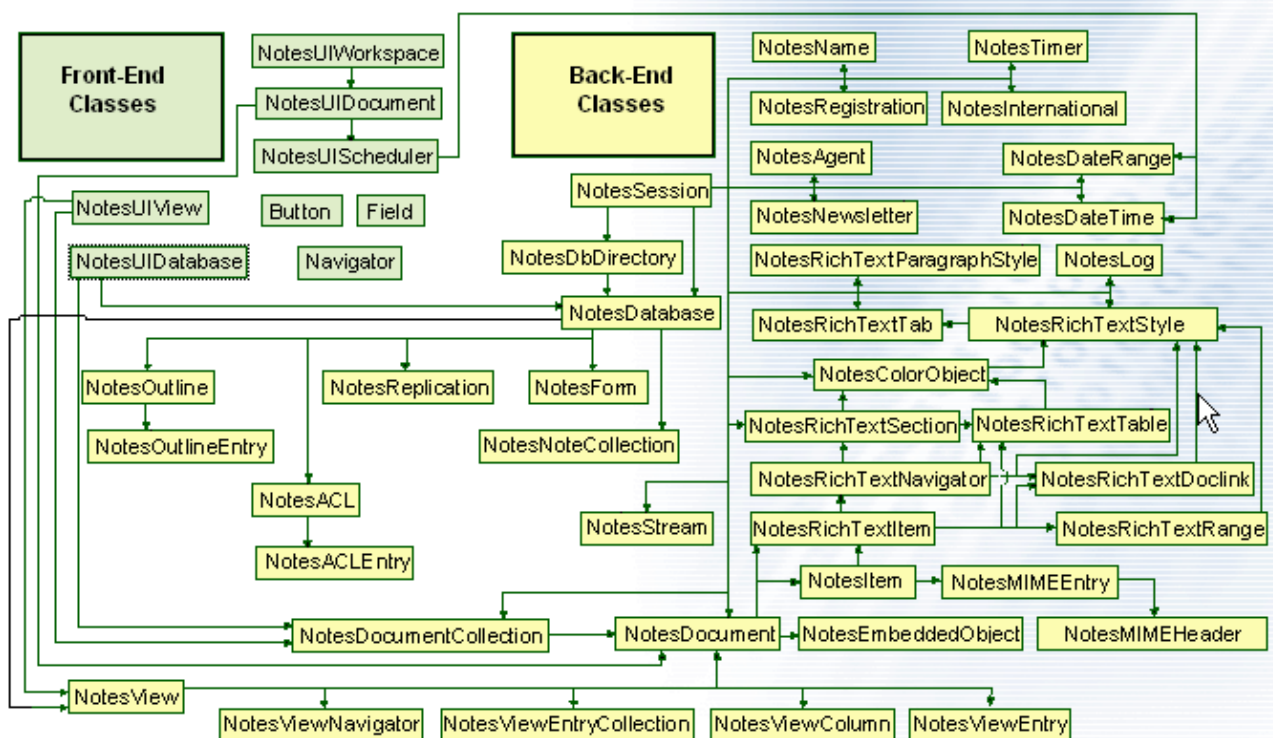 Front-End
Classes
NotesUIWorkspace
NotesUIDocument
NotesUIScheduler
NotesUIView
Button
Field
NotesUIDatabase
Navigator
Back-End
Classes
NotesName
NotesTimer
NotesRegistration
NotesInternational
NotesAgent
NotesDateRange
NotesSession
NotesNewsletter
NotesDateTime
NotesDbDirectory
NotesRichTextParagraphStyle
NotesLog
NotesDatabase
NotesRichTextTab
NotesRichTextStyle
NotesOutline
NotesReplication
NotesForm
NotesColorObject
NotesOutlineEntry
NotesNoteCollection
NotesRichTextSection
NotesRichTextTable
NotesACL
NotesRichTextNavigator
NotesRichTextDoclink
NotesStream
NotesRichTextItem
NotesRichTextRange
NotesACLEntry
NotesItem
NotesMIMEEntry
NotesDocumentCollection
NotesDocument
NotesEmbeddedObject
NotesMIMEHeader
NotesView
NotesViewNavigator
NotesViewEntryCollection
NotesViewColumn
NotesViewEntry